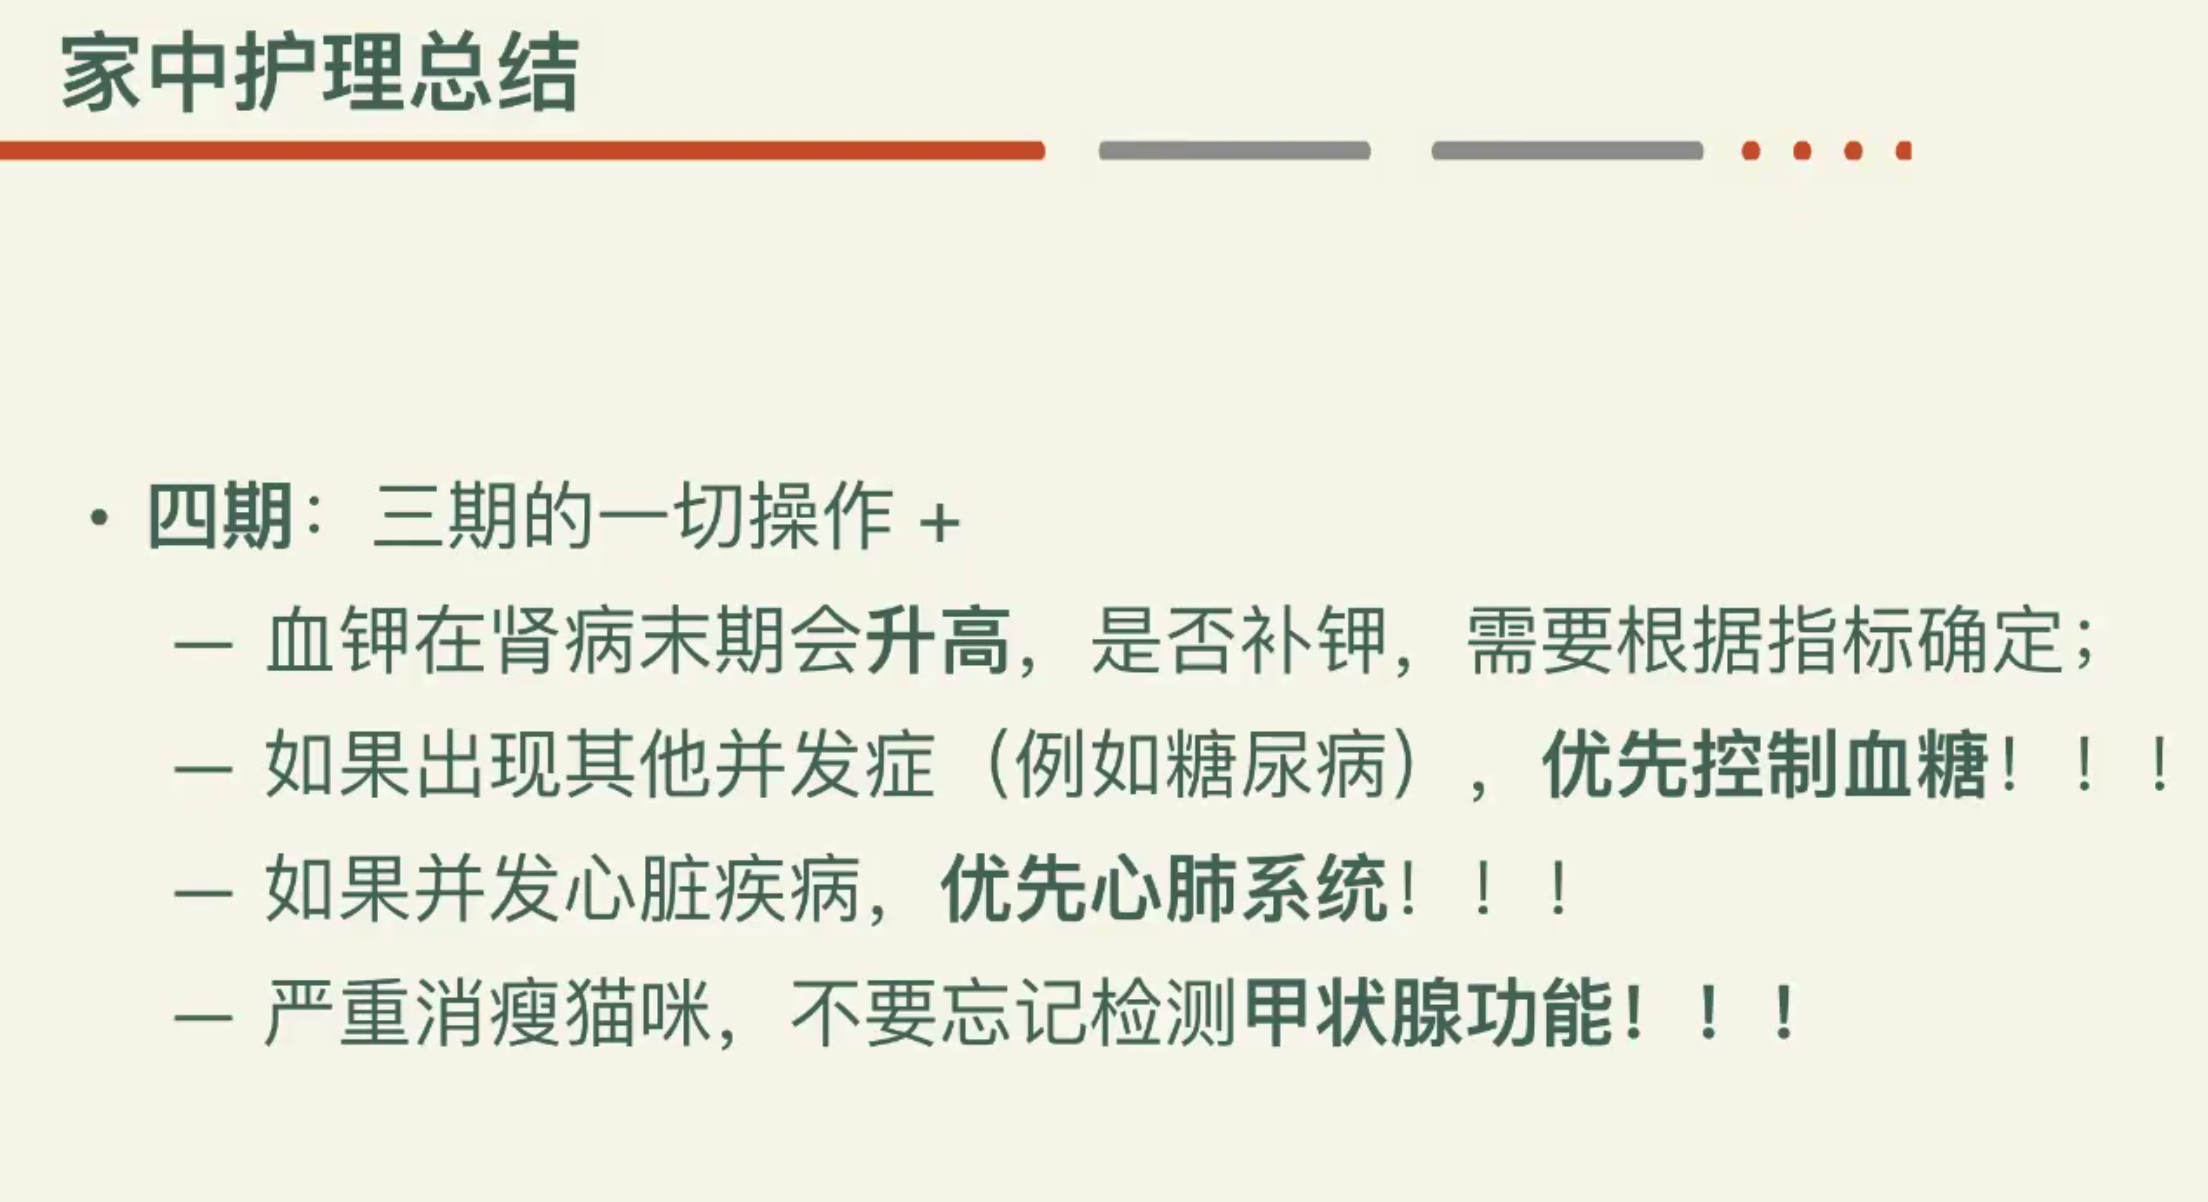 家中护理总结
• 四期： 三期的一切操作 +
— 血钾在肾病末期会升高，是否补钾，需要根据指标确定；
— 如果出现其他并发症（例如糖尿病），优先控制血糖！！！
— 如果并发心脏疾病，优先心肺系统！！！
— 严重消瘦猫咪，不要忘记检测甲状腺功能！！！